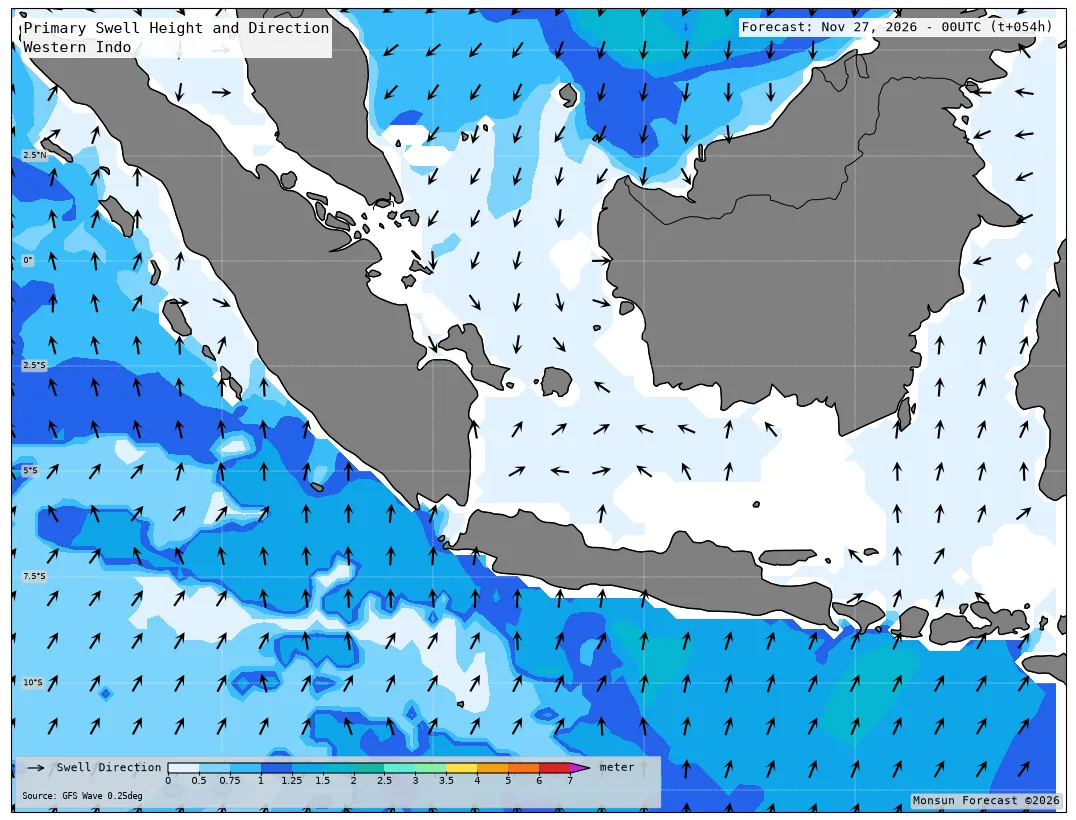 Primary Swell Height and Direction
Western Indo
Forecast: Nov 27, 2026 - 00UTC (t+054h)
2.5°N
0°
2.5°S
5°S
7.5°S
10°S
Swell Direction
0 0.5 0.75 1 1.25 1.5 2 2.5 3 3.5 4 5 6 7
meter
Source: GFS Wave 0.25deg
Monsun Forecast ©2026